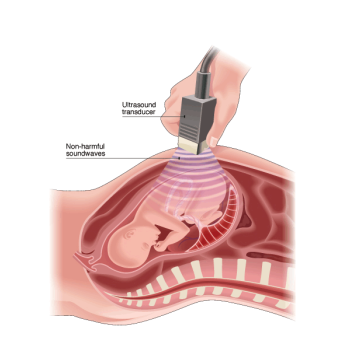 Ultrasound
transducer
Non-harmful
soundwaves